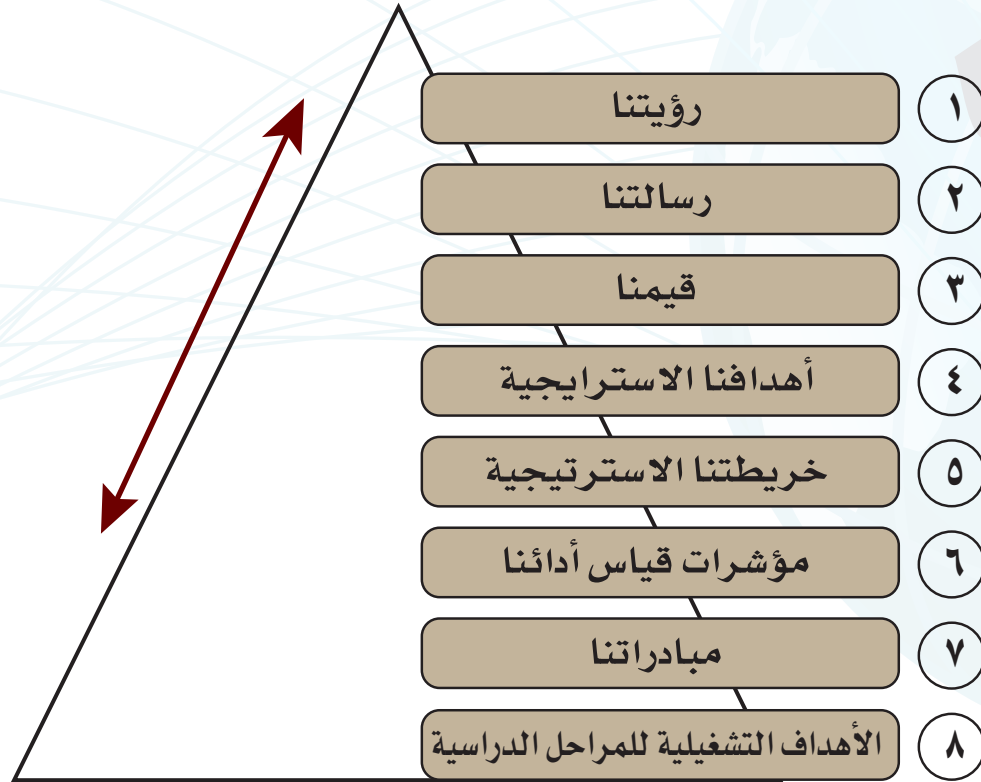 ١ رؤيتنا
٢ رسالتنا
٣ قيمنا
٤ أهدافنا الاسترايجية
٥ خريطتنا الاسترتيجية
٦ مؤشرات قياس أدائنا
٧ مبادراتنا
٨ الأهداف التشغيلية للمراحل الدراسية